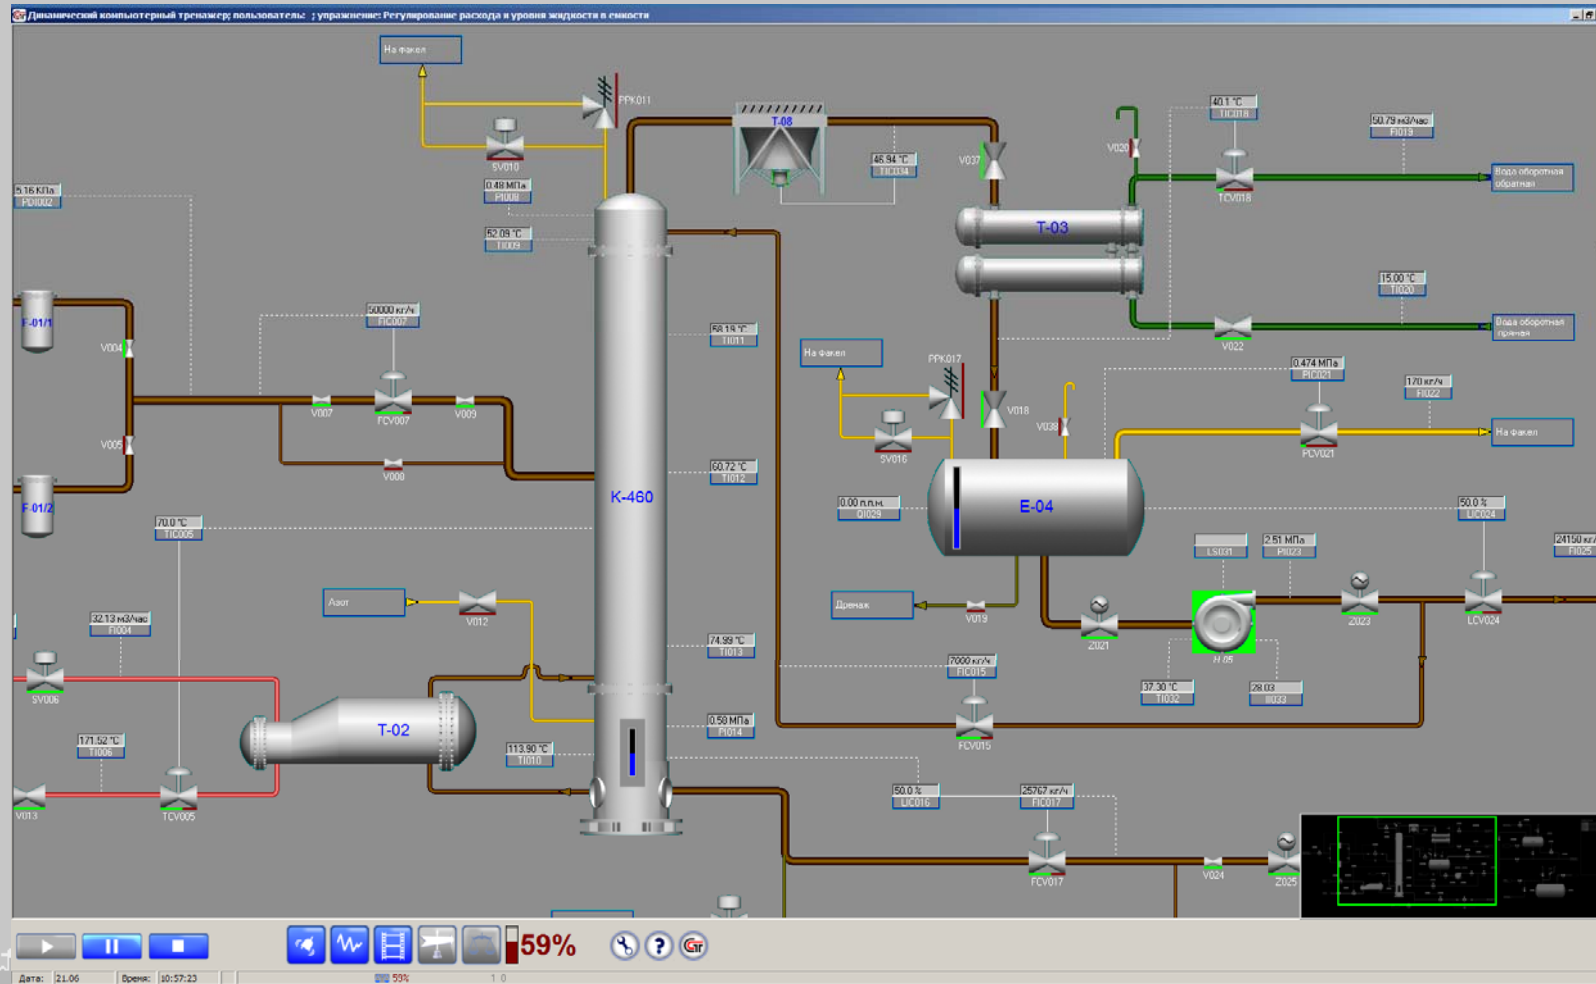 Динамический компьютерный тренажер; пользователь: ; упражнение: Регулирование расхода и уровня жидкости в емкости
На факел
PPK011
SV010
0.48 МПа
PI008
52.09 °C
TI009
T-08
46.94 °C
TIC034
V037
V020
40.1 °C
TIC018
TCV018
50.79 м3/час
FI019
Вода оборотная
обратная
T-03
15.00 °C
TI020
Вода оборотная
прямая
V022
5.16 КПа
PDI002
F-01/1
V004
50000 кг/ч
FIC007
V007
FCV007
V009
V005
V008
F-01/2
58.19 °C
TI011
60.72 °C
TI012
K-460
На факел
PPK017
SV016
V018
V038
0.474 МПа
PIC021
PCV021
170 кг/ч
FI022
На факел
0.00 п.п.м.
QI029
E-04
50.0 %
LIC024
LS031
2.51 МПа
PI023
24150 кг/
FI025
Дренаж
V019
Z021
H-05
Z023
LCV024
37.30 °C
TI032
28.03
II033
70.0 °C
TIC005
32.13 м3/час
FI004
SV006
Азот
V012
74.99 °C
TI013
7000 кг/ч
FIC015
FCV015
T-02
0.58 МПа
PI014
113.90 °C
TI010
171.52 °C
TI006
V013
TCV005
50.0 %
LIC016
25767 кг/ч
FIC017
FCV017
V024
Z025
59%
?
Дата: 21.06 Время: 10:57:23 59% 1 0